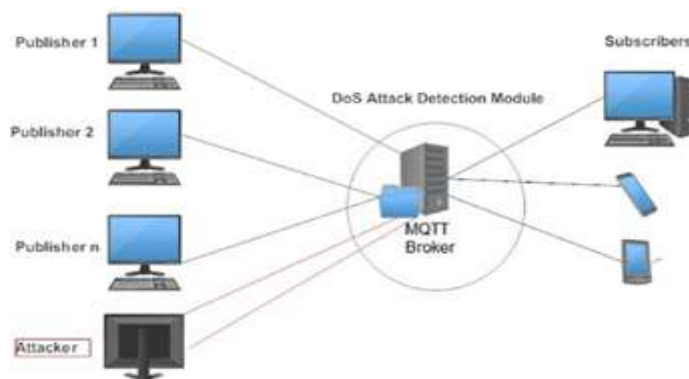 Publisher 1
Subscribers
DoS Attack Detection Module
Publisher 2
MQTT
Broker
Publisher n
Attacker